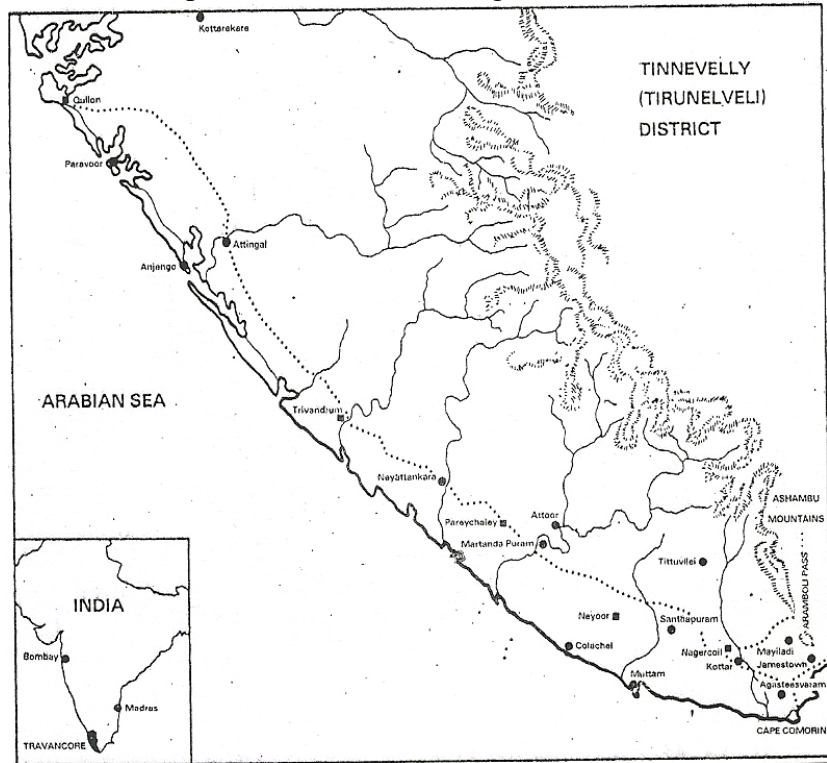 Kottarakara
TINNEVELLY
(TIRUNELVELI)
DISTRICT
Quilon
Paravoor
Attingal
Anjengo
ARABIAN SEA
Trivandrum
Neyattankara
ASHAMBU
MOUNTAINS
Pareychaley
Attoor
Martanda Puram
Tittuvilei
ARAMBOLI PASS
INDIA
Neyoor
Santhapuram
Colachel
Nagercoil
Mayiladi
Kottar
Jamestown
Bombay
Muttam
Agasteesvaram
Madras
TRAVANCORE
CAPE COMORIN